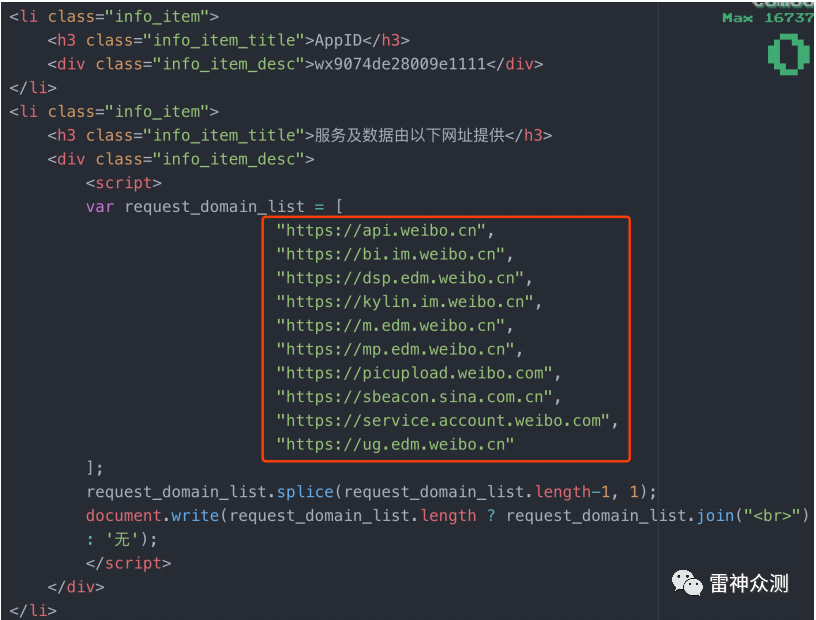 <li class="info_item">
Max 16737
<h3 class="info_item_title">AppID</h3>
0
<div class="info_item_desc">wx9074de28009e1111</div>
</li>
<li class="info_item">
<h3 class="info_item_title">服务及数据由以下网址提供</h3>
<div class="info_item_desc">
<script>
var request_domain_list = [
"https://api.weibo.cn",
"https://bi.im.weibo.cn",
"https://dsp.edm.weibo.cn",
"https://kylin.im.weibo.cn",
"https://m.edm.weibo.cn",
"https://mp.edm.weibo.cn",
"https://picupload.weibo.com",
"https://sbeacon.sina.com.cn",
"https://service.account.weibo.com",
"https://ug.edm.weibo.cn"
];
request_domain_list.splice(request_domain_list.length-1, 1);
document.write(request_domain_list.length ? request_domain_list.join("<br>")
: '无');
</script>
</div>
</li>
雷神众测